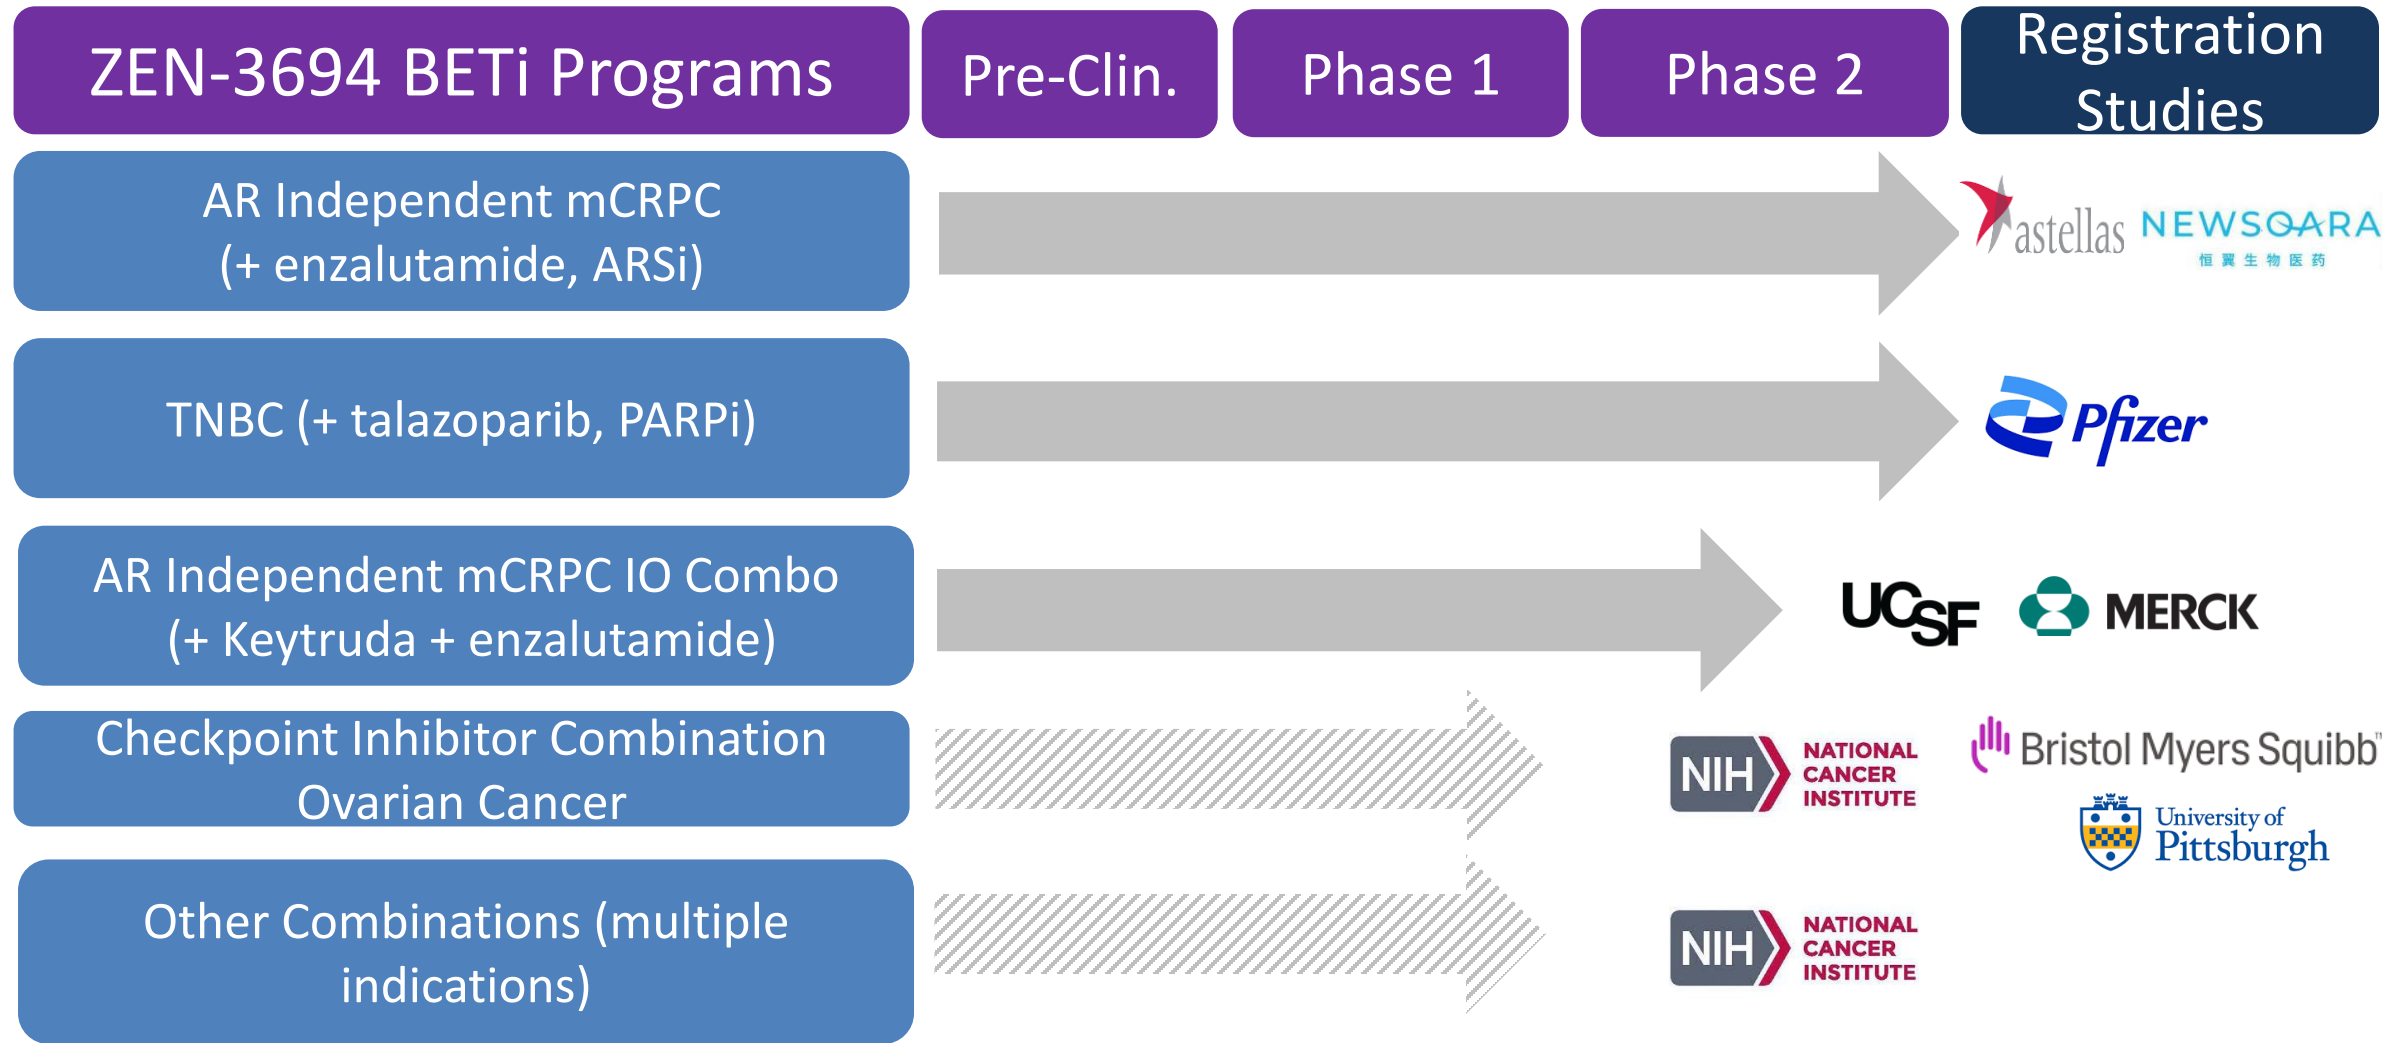 ZEN-3694 BETi Programs
Pre-Clin.
Phase 1
Phase 2
Registration
Studies
AR Independent mCRPC
(+ enzalutamide, ARSi)
astellas
NEWSOARA
恒翼生物医药
TNBC (+ talazoparib, PARPi)
Pfizer
AR Independent mCRPC IO Combo
(+ Keytruda + enzalutamide)
UCSF
MERCK
Checkpoint Inhibitor Combination
Ovarian Cancer
NIH
NATIONAL
CANCER
INSTITUTE
Bristol Myers Squibb™
University of
Pittsburgh
Other Combinations (multiple
indications)
NIH
NATIONAL
CANCER
INSTITUTE